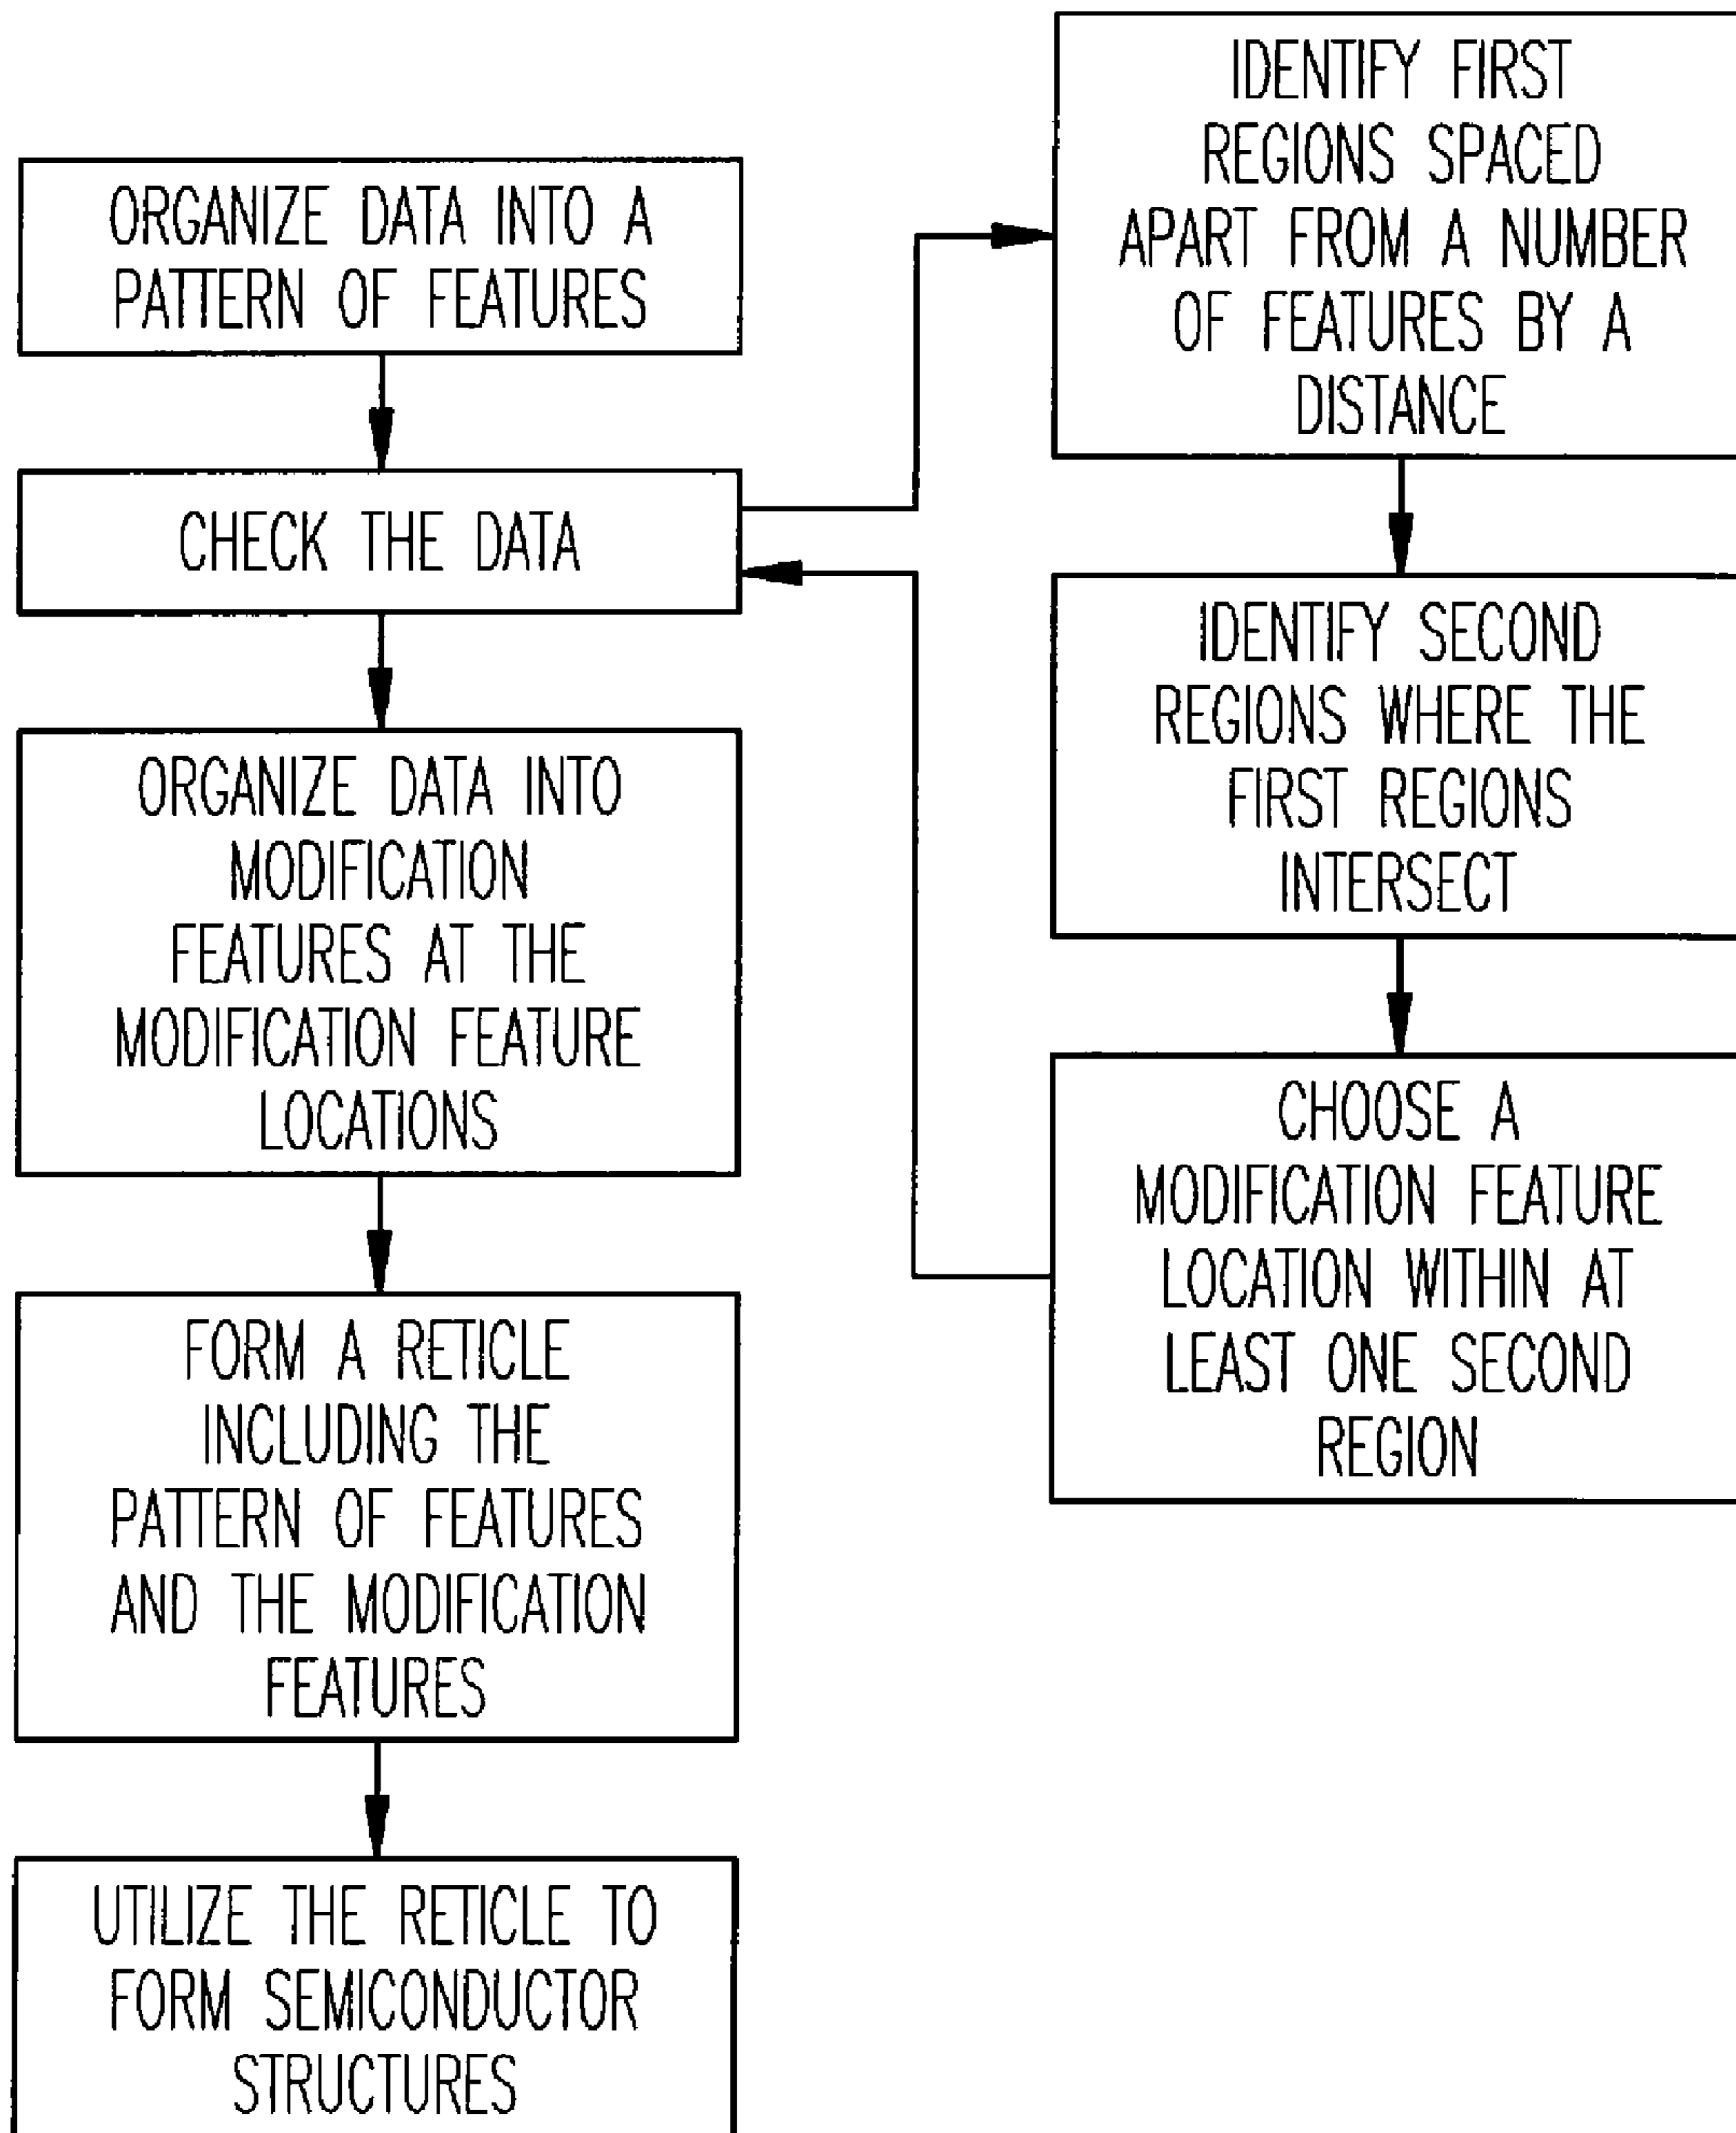 ORGANIZE DATA INTO A
PATTERN OF FEATURES
CHECK THE DATA
ORGANIZE DATA INTO
MODIFICATION
FEATURES AT THE
MODIFICATION FEATURE
LOCATIONS
FORM A RETICLE
INCLUDING THE
PATTERN OF FEATURES
AND THE MODIFICATION
FEATURES
UTILIZE THE RETICLE TO
FORM SEMICONDUCTOR
STRUCTURES
IDENTIFY FIRST
REGIONS SPACED
APART FROM A NUMBER
OF FEATURES BY A
DISTANCE
IDENTIFY SECOND
REGIONS WHERE THE
FIRST REGIONS
INTERSECT
CHOOSE A
MODIFICATION FEATURE
LOCATION WITHIN AT
LEAST ONE SECOND
REGION